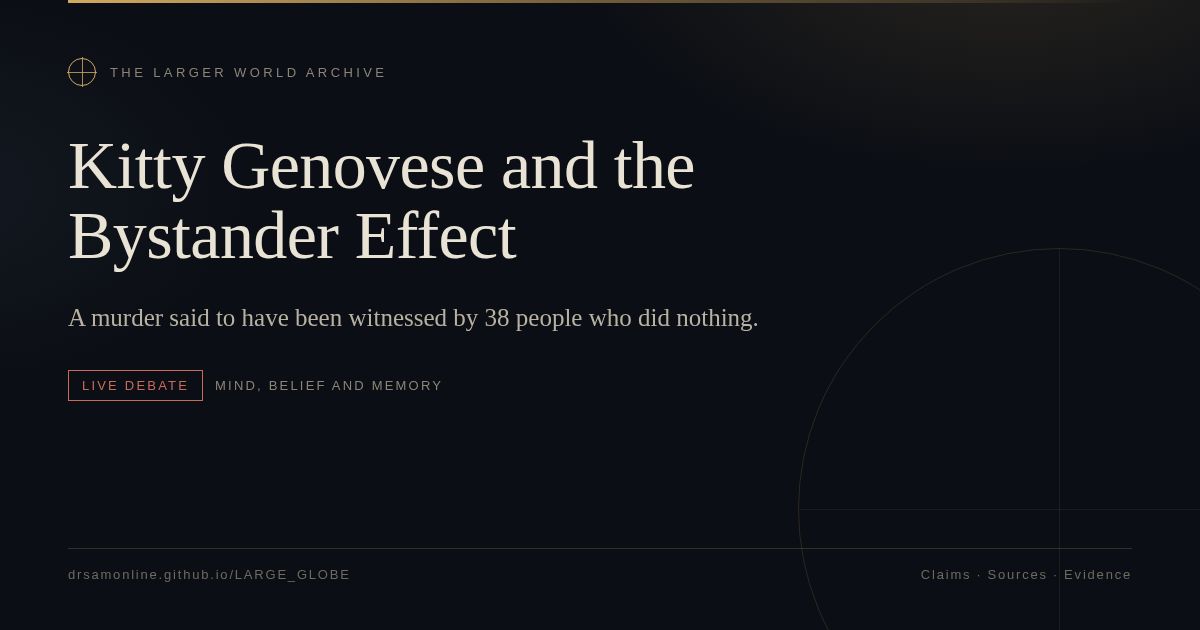 THE LARGER WORLD ARCHIVE
Kitty Genovese and the
Bystander Effect
A murder said to have been witnessed by 38 people who did nothing.
LIVE DEBATE MIND, BELIEF AND MEMORY
drsamonline.github.io/LARGE_GLOBE
Claims · Sources · Evidence